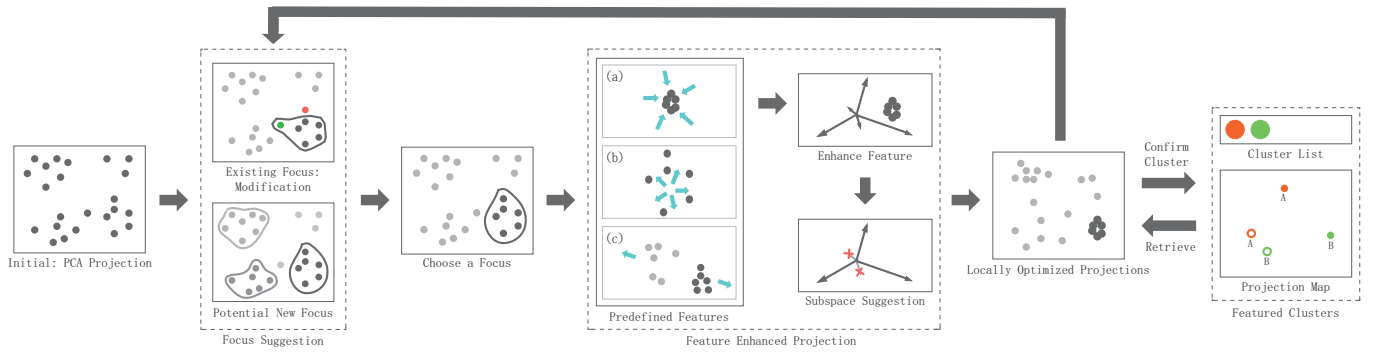 Initial: PCA Projection
Existing Focus:
Modification
Potential New Focus
Focus Suggestion
Choose a Focus
(a)
(b)
(c)
Predefined Features
Enhance Feature
Subspace Suggestion
Feature Enhanced Projection
Locally Optimized Projections
Confirm
Cluster
Retrieve
Cluster List
A
A
B
B
Projection Map
Featured Clusters